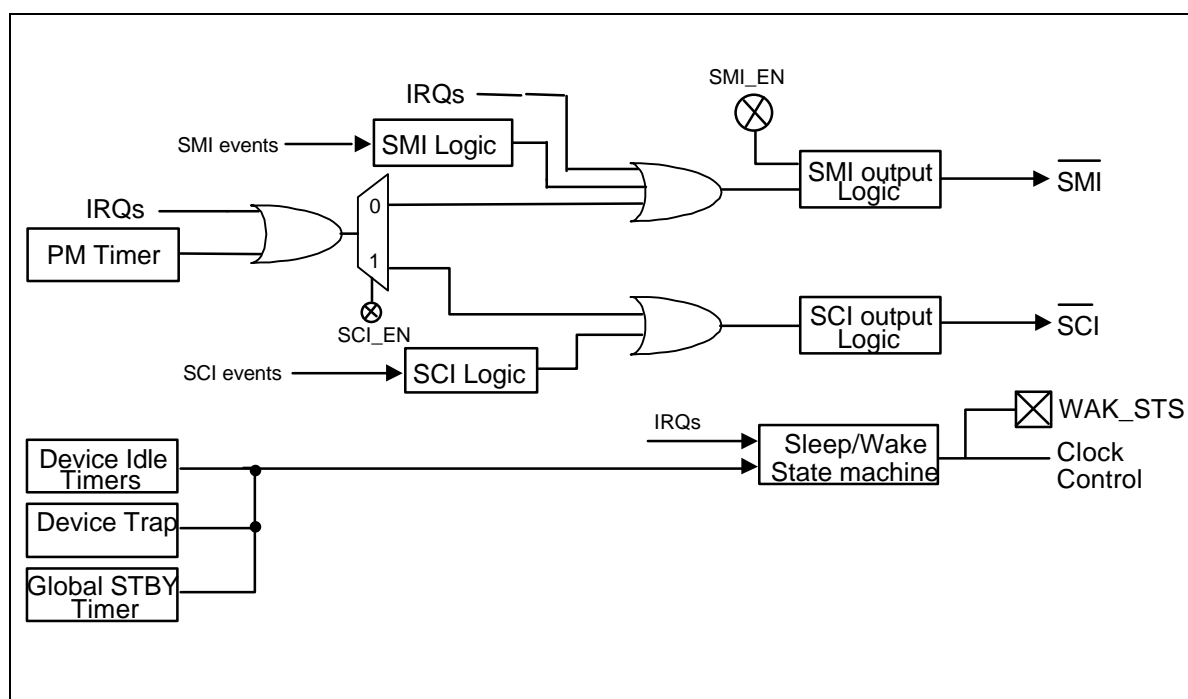 SMI_EN
IRQs
SMI events
SMI Logic
SMI output
Logic
SMI
IRQs
0
PM Timer
1
SCI_EN
SCI output
Logic
SCI
SCI events
SCI Logic
IRQs
WAK_STS
Device Idle
Timers
Sleep/Wake
State machine
Clock
Control
Device Trap
Global STBY
Timer